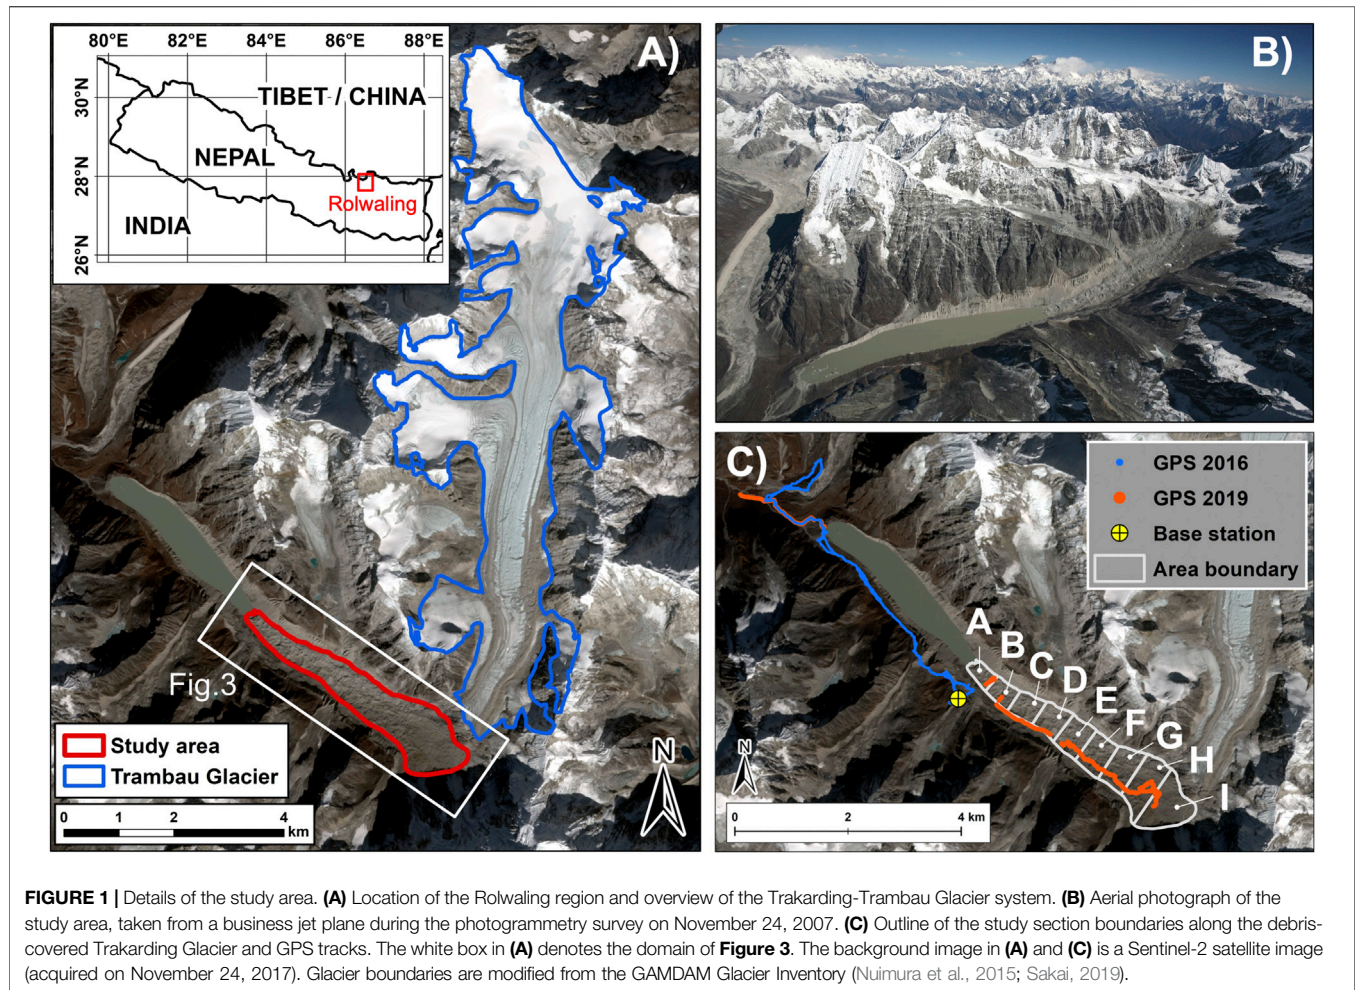 80°E 82°E 84°E 86°E 88°E
30°N
28°N
26°N
TIBET / CHINA
NEPAL
Rolwaling
INDIA
A)
Fig.3
Study area
Trambau Glacier
0 1 2 4
km
N
B)
C)
GPS 2016
GPS 2019
Base station
Area boundary
A
B
C
D
E
F
G
H
I
N
0 2 4 km
FIGURE 1 | Details of the study area. (A) Location of the Rolwaling region and overview of the Trakarding-Trambau Glacier system. (B) Aerial photograph of the
study area, taken from a business jet plane during the photogrammetry survey on November 24, 2007. (C) Outline of the study section boundaries along the debris-
covered Trakarding Glacier and GPS tracks. The white box in (A) denotes the domain of Figure 3. The background image in (A) and (C) is a Sentinel-2 satellite image
(acquired on November 24, 2017). Glacier boundaries are modified from the GAMDAM Glacier Inventory (Nuimura et al., 2015; Sakai, 2019).